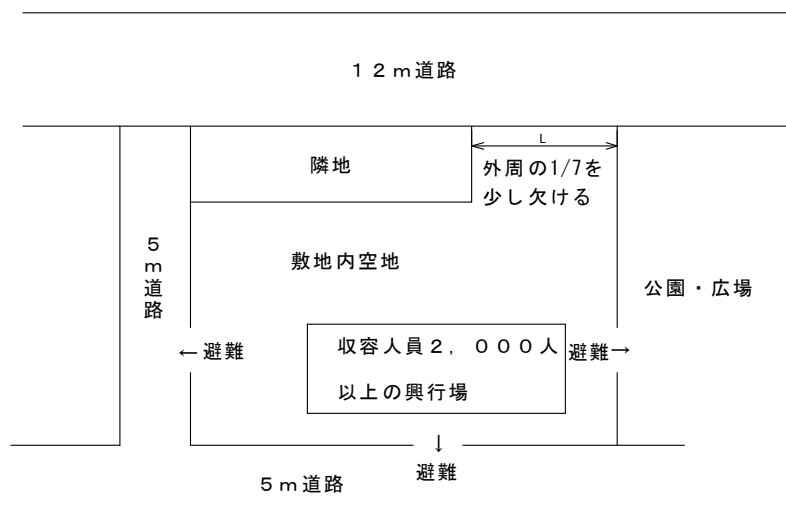 １２ｍ道路
L
隣地
外周の1/7を
少し欠ける
５ｍ道路
敷地内空地
公園・広場
←避難
収容人員２，０００人
以上の興行場
避難→
↓
避難
５ｍ道路